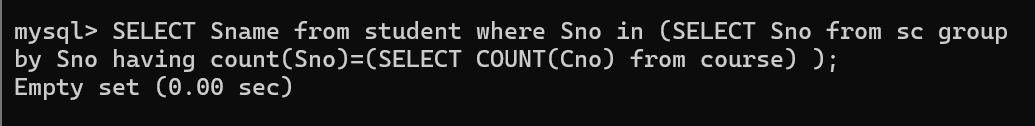 mysql> SELECT Sname from student where Sno in (SELECT Sno from sc group
by Sno having count(Sno)=(SELECT COUNT(Cno) from course) );
Empty set (0.00 sec)